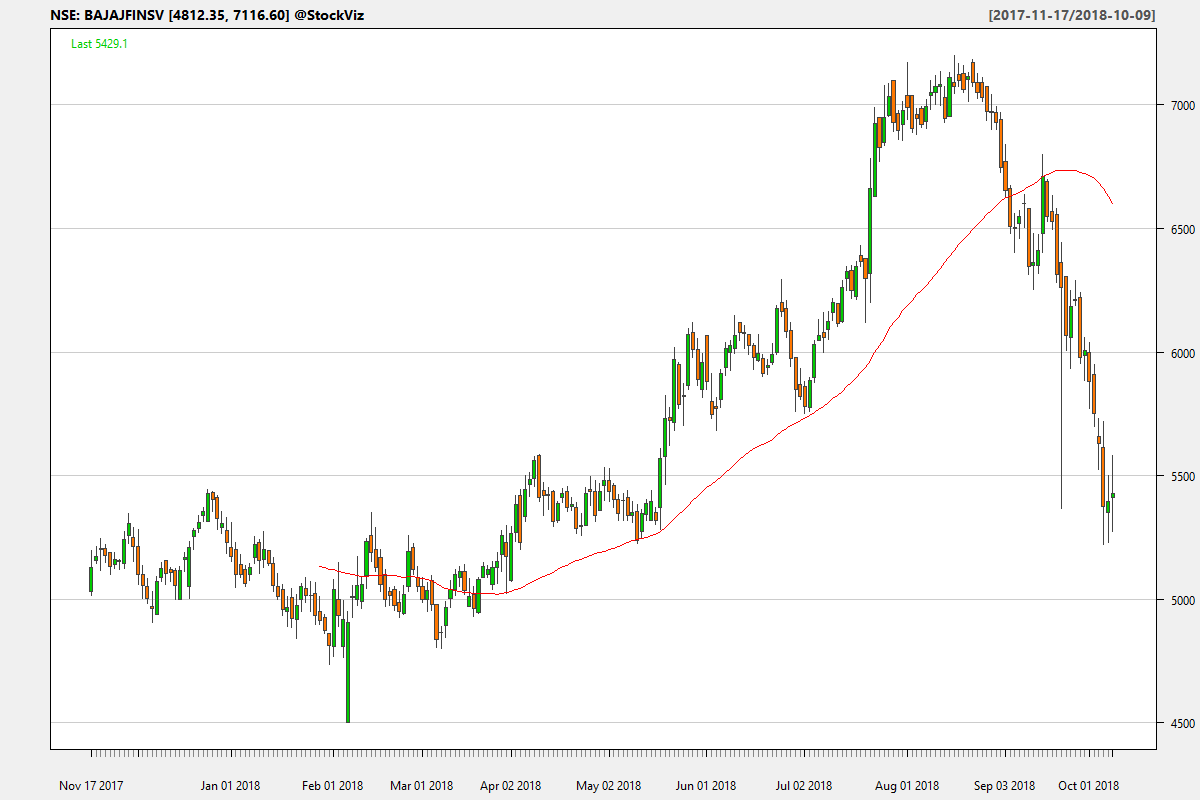 NSE: BAJAJFINSV [4812.35, 7116.60] @StockViz [2017-11-17/2018-10-09]
Last 5429.1
7000
6500
6000
5500
5000
4500
Nov 17 2017 Jan 01 2018 Feb 01 2018 Mar 01 2018 Apr 02 2018 May 02 2018 Jun 01 2018 Jul 02 2018 Aug 01 2018 Sep 03 2018 Oct 01 2018